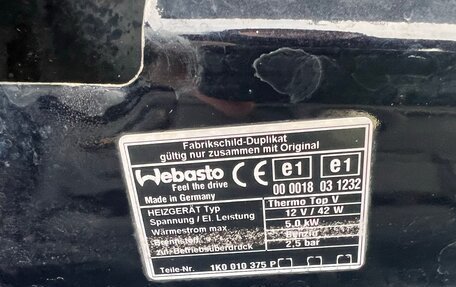 Fabrikschild-Duplikat
gültig nur zusammen mit Original
Webasto CE e1 e1
Feel the drive 00 0018 03 1232
Made in Germany
HEIZGERÄT Typ Thermo Top V
Spannung / El. Leistung 12 V / 42 W
Wärmestrom max 5.0 kW
Brennstoff Benzin
zul. Betriebsüberdruck 2,5 bar
Teile-Nr. 1K0 010 375 P